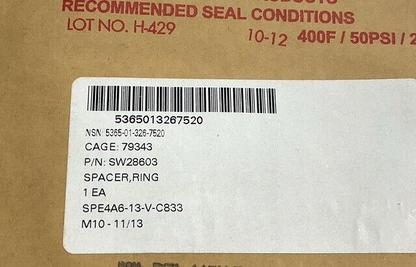 RECOMMENDED SEAL CONDITIONS
LOT NO. H-429
10-12 400F / 50PSI /
5365013267520
NSN: 5365-01-326-7520
CAGE: 79343
P/N: SW28603
SPACER,RING
1 EA
SPE4A6-13-V-C833
M10 - 11/13